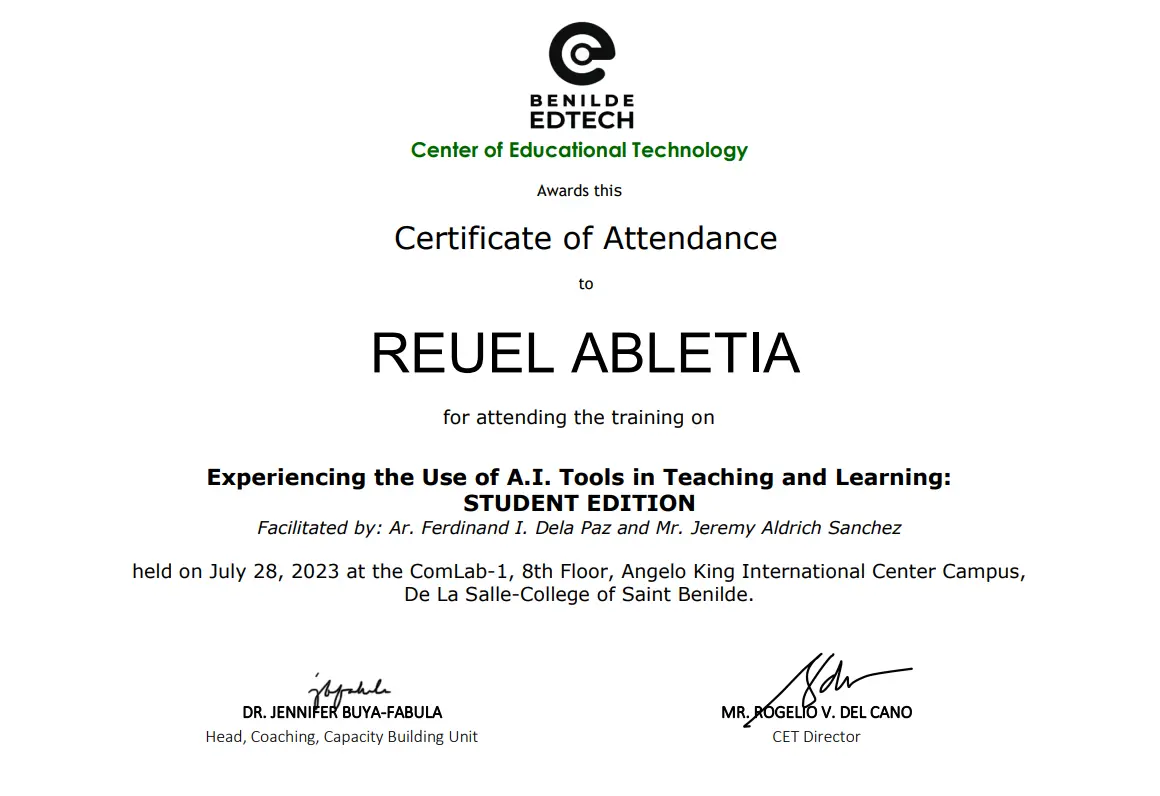 BENILDE
EDTECH
Center of Educational Technology
Awards this
Certificate of Attendance
to
REUEL ABLETIA
for attending the training on
Experiencing the Use of A.I. Tools in Teaching and Learning:
STUDENT EDITION
Facilitated by: Ar. Ferdinand I. Dela Paz and Mr. Jeremy Aldrich Sanchez
held on July 28, 2023 at the ComLab-1, 8th Floor, Angelo King International Center Campus,
De La Salle-College of Saint Benilde.
DR. JENNIFER BUYA-FABULA
Head, Coaching, Capacity Building Unit
MR. ROGELIO V. DEL CANO
CET Director